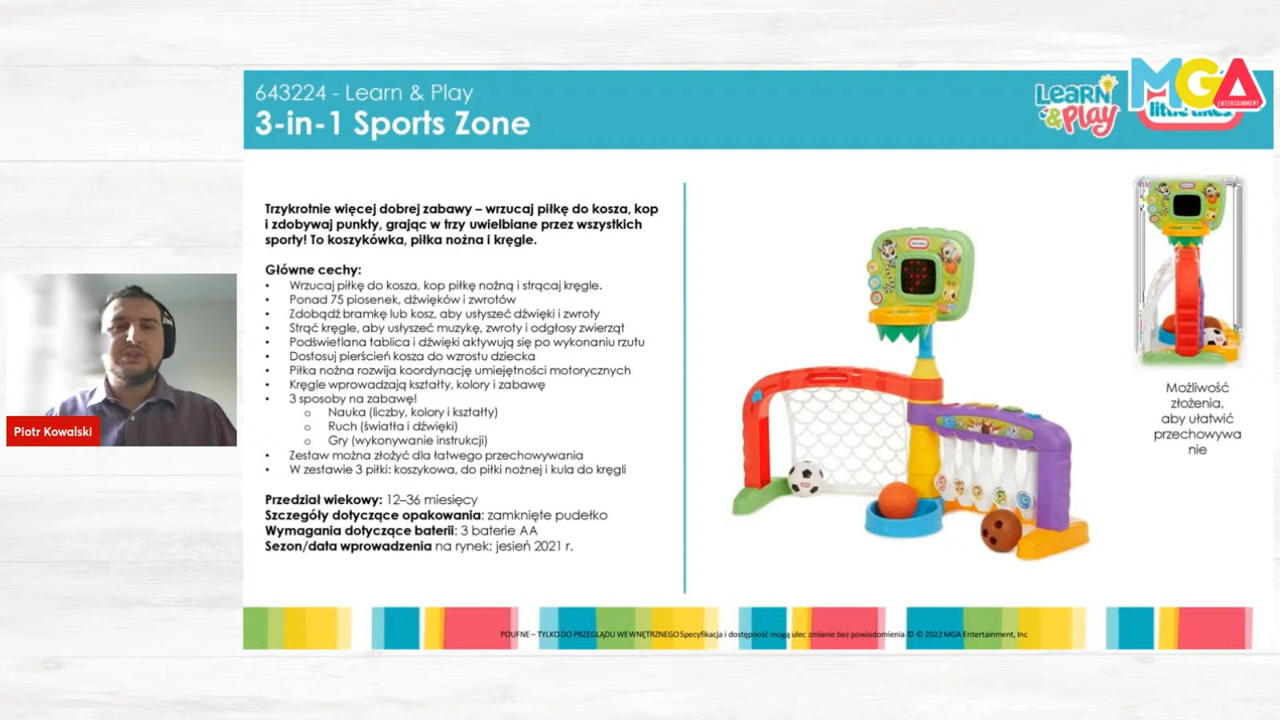 643224 - Learn & Play
3-in-1 Sports Zone
Learn
& Play
MGA
ENTERTAINMENT
little tikes
Trzykrotnie więcej dobrej zabawy – wrzucaj piłkę do kosza, kop
i zdobywaj punkty, grając w trzy uwielbiane przez wszystkich
sporty! To koszykówka, piłka nożna i kręgle.
Główne cechy:
• Wrzucaj piłkę do kosza, kop piłkę nożną i strącaj kręgle.
• Ponad 75 piosenek, dźwięków i zwrotów
• Zdobądź bramkę lub kosz, aby usłyszeć dźwięki i zwroty
• Strąć kręgle, aby usłyszeć muzykę, zwroty i odgłosy zwierząt
• Podświetlana tablica i dźwięki aktywują się po wykonaniu rzutu
• Dostosuj pierścień kosza do wzrostu dziecka
• Piłka nożna rozwija koordynację umiejętności motorycznych
• Kręgle wprowadzają kształty, kolory i zabawę
• 3 sposoby na zabawę!
o Nauka (liczby, kolory i kształty)
o Ruch (światła i dźwięki)
o Gry (wykonywanie instrukcji)
• Zestaw można złożyć dla łatwego przechowywania
• W zestawie 3 piłki: koszykowa, do piłki nożnej i kula do kręgli
Przedział wiekowy: 12–36 miesięcy
Szczegóły dotyczące opakowania: zamknięte pudełko
Wymagania dotyczące baterii: 3 baterie AA
Sezon/data wprowadzenia na rynek: jesień 2021 r.
Możliwość
złożenia,
aby ułatwić
przechowywa
nie
Piotr Kowalski
POUFNE – TYLKO DO PRZEGLĄDU WEWNĘTRZNEGO Specyfikacja i dostępność mogą ulec zmianie bez powiadomienia © © 2022 MGA Entertainment, Inc